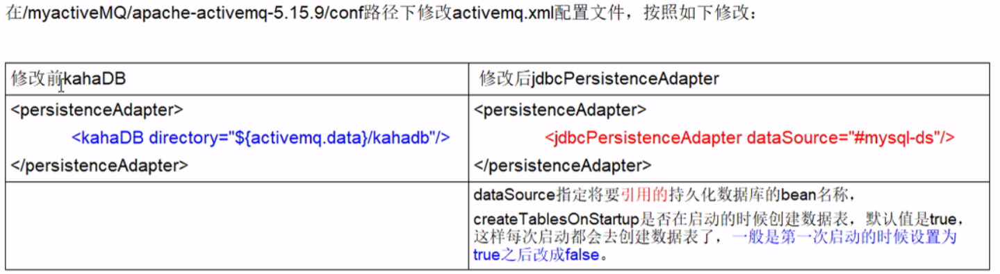 在/myactiveMQ/apache-activemq-5.15.9/conf路径下修改activemq.xml配置文件，按照如下修改：
修改前kahaDB
修改后jdbcPersistenceAdapter
<persistenceAdapter>
<kahaDB directory="${activemq.data}/kahadb"/>
</persistenceAdapter>
<persistenceAdapter>
<jdbcPersistenceAdapter dataSource="#mysql-ds"/>
</persistenceAdapter>
dataSource指定将要引用的持久化数据库的bean名称，
createTablesOnStartup是否在启动的时候创建数据表，默认值是true，
这样每次启动都会去创建数据表了，一般是第一次启动的时候设置为
true之后改成false。